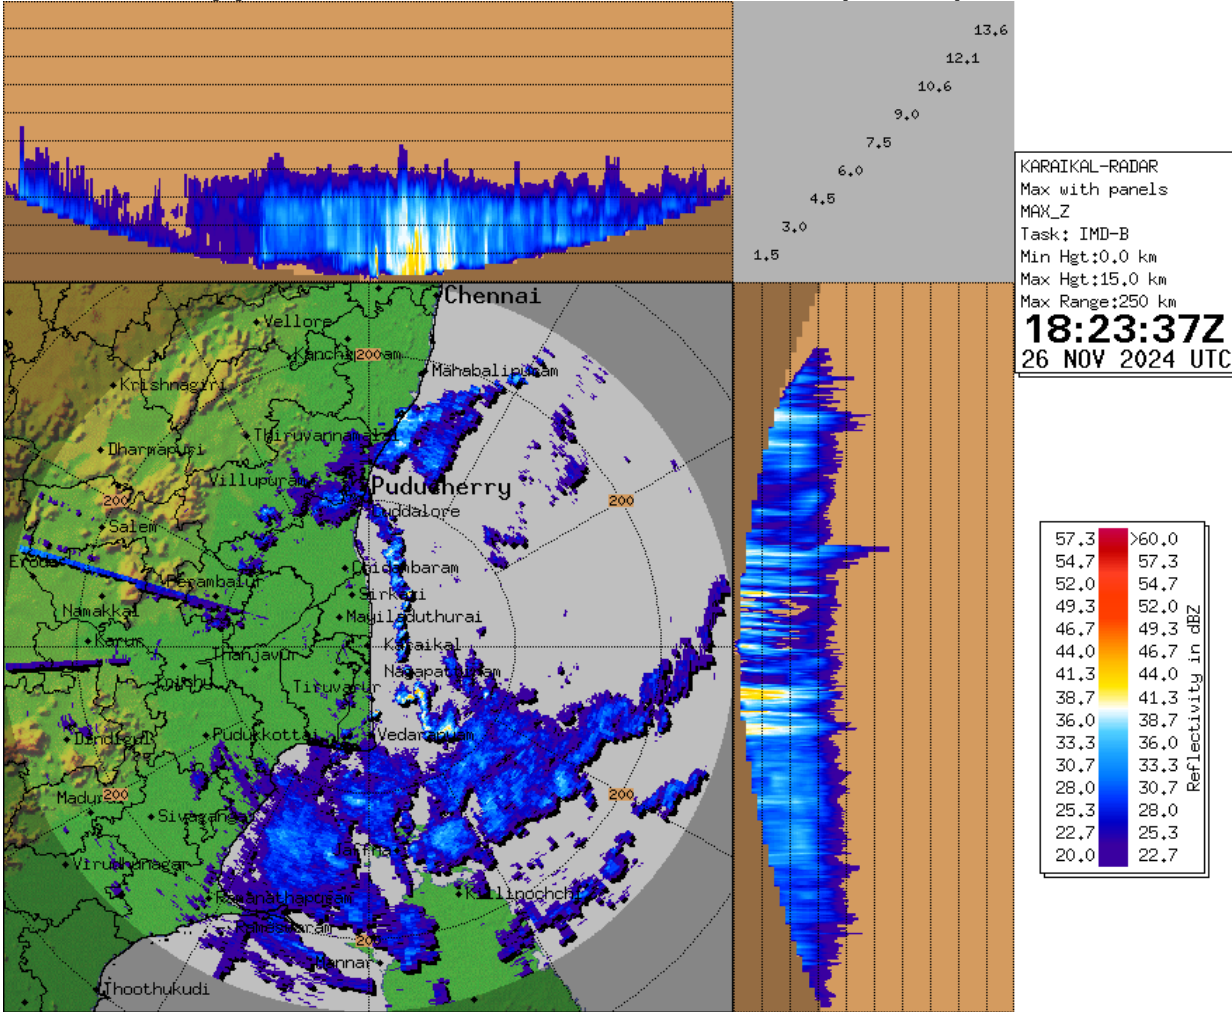 13.6
12.1
10.6
9.0
7.5
6.0
4.5
3.0
1.5
KARAIKAL-RADAR
Max with panels
MAX_Z
Task: IMD-B
Min Hgt:0.0 km
Max Hgt:15.0 km
Max Range:250 km
18:23:37Z
26 NOV 2024 UTC
Chennai
Vellore
200
Mahabalipuram
Krishnagiri
Thiruvannamalai
Dharmapuri
Villupuram
Puducherry
200
200
Cuddalore
Salem
Erode
Chidambaram
Perambalur
Sirkazi
Namakkal
Mayiladuthurai
Karur
Karaikal
Thanjavur
Nagapattinam
Tiruvarur
Dindigul
Pudukkottai
Vedaranyam
200
200
Sivaganga
Jaffna
Virudhunagar
Ramanathapuram
Killinochchi
Rameswaram
200
Mannar
Thoothukudi
57.3 >60.0
54.7 57.3
52.0 54.7
49.3 52.0
46.7 49.3
44.0 46.7
41.3 44.0
38.7 41.3
36.0 38.7
33.3 36.0
30.7 33.3
28.0 30.7
25.3 28.0
22.7 25.3
20.0 22.7
Reflectivity in dBZ